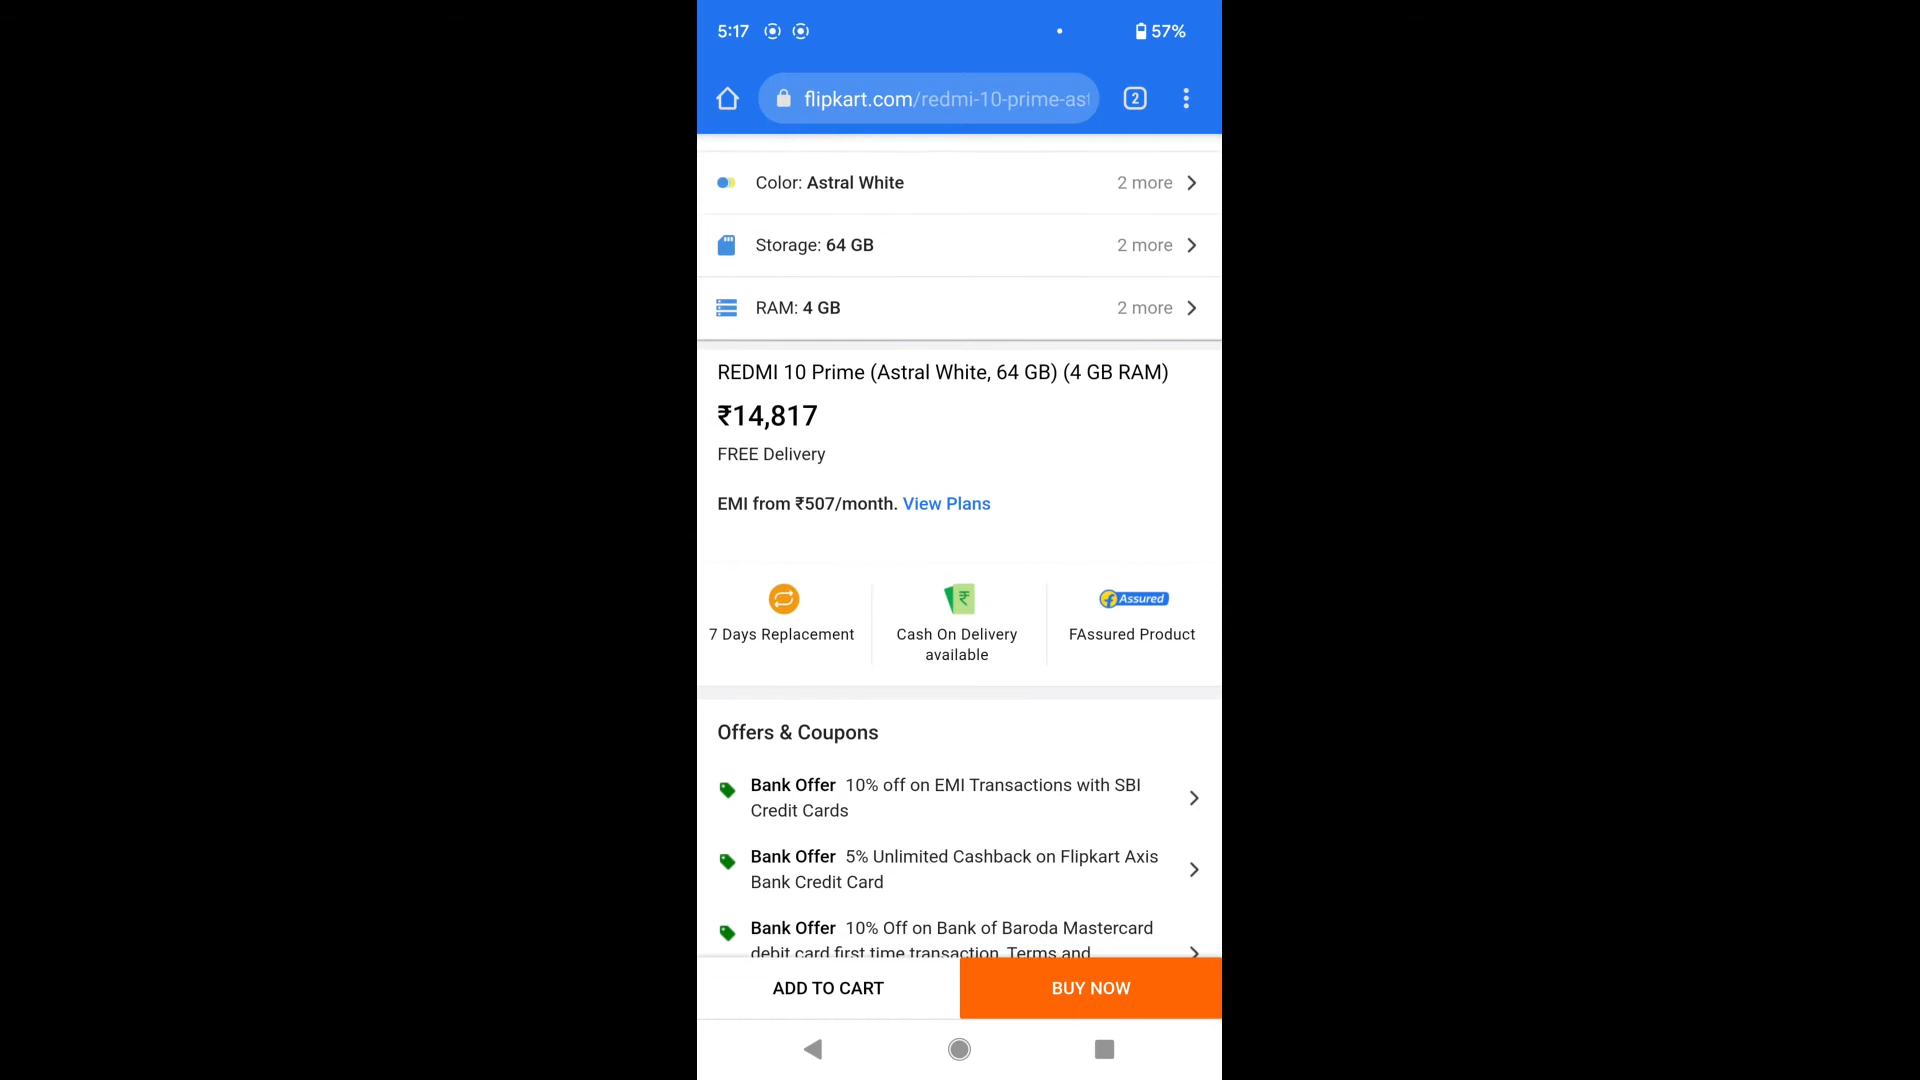 5:17 57%
flipkart.com/redmi-10-prime-ast
2
Color: Astral White 2 more
Storage: 64 GB 2 more
RAM: 4 GB 2 more
REDMI 10 Prime (Astral White, 64 GB) (4 GB RAM)
₹14,817
FREE Delivery
EMI from ₹507/month. View Plans
₹ Assured
7 Days Replacement Cash On Delivery available FAssured Product
Offers & Coupons
Bank Offer 10% off on EMI Transactions with SBI
Credit Cards
Bank Offer 5% Unlimited Cashback on Flipkart Axis
Bank Credit Card
Bank Offer 10% Off on Bank of Baroda Mastercard
debit card first time transaction, Terms and
ADD TO CART BUY NOW